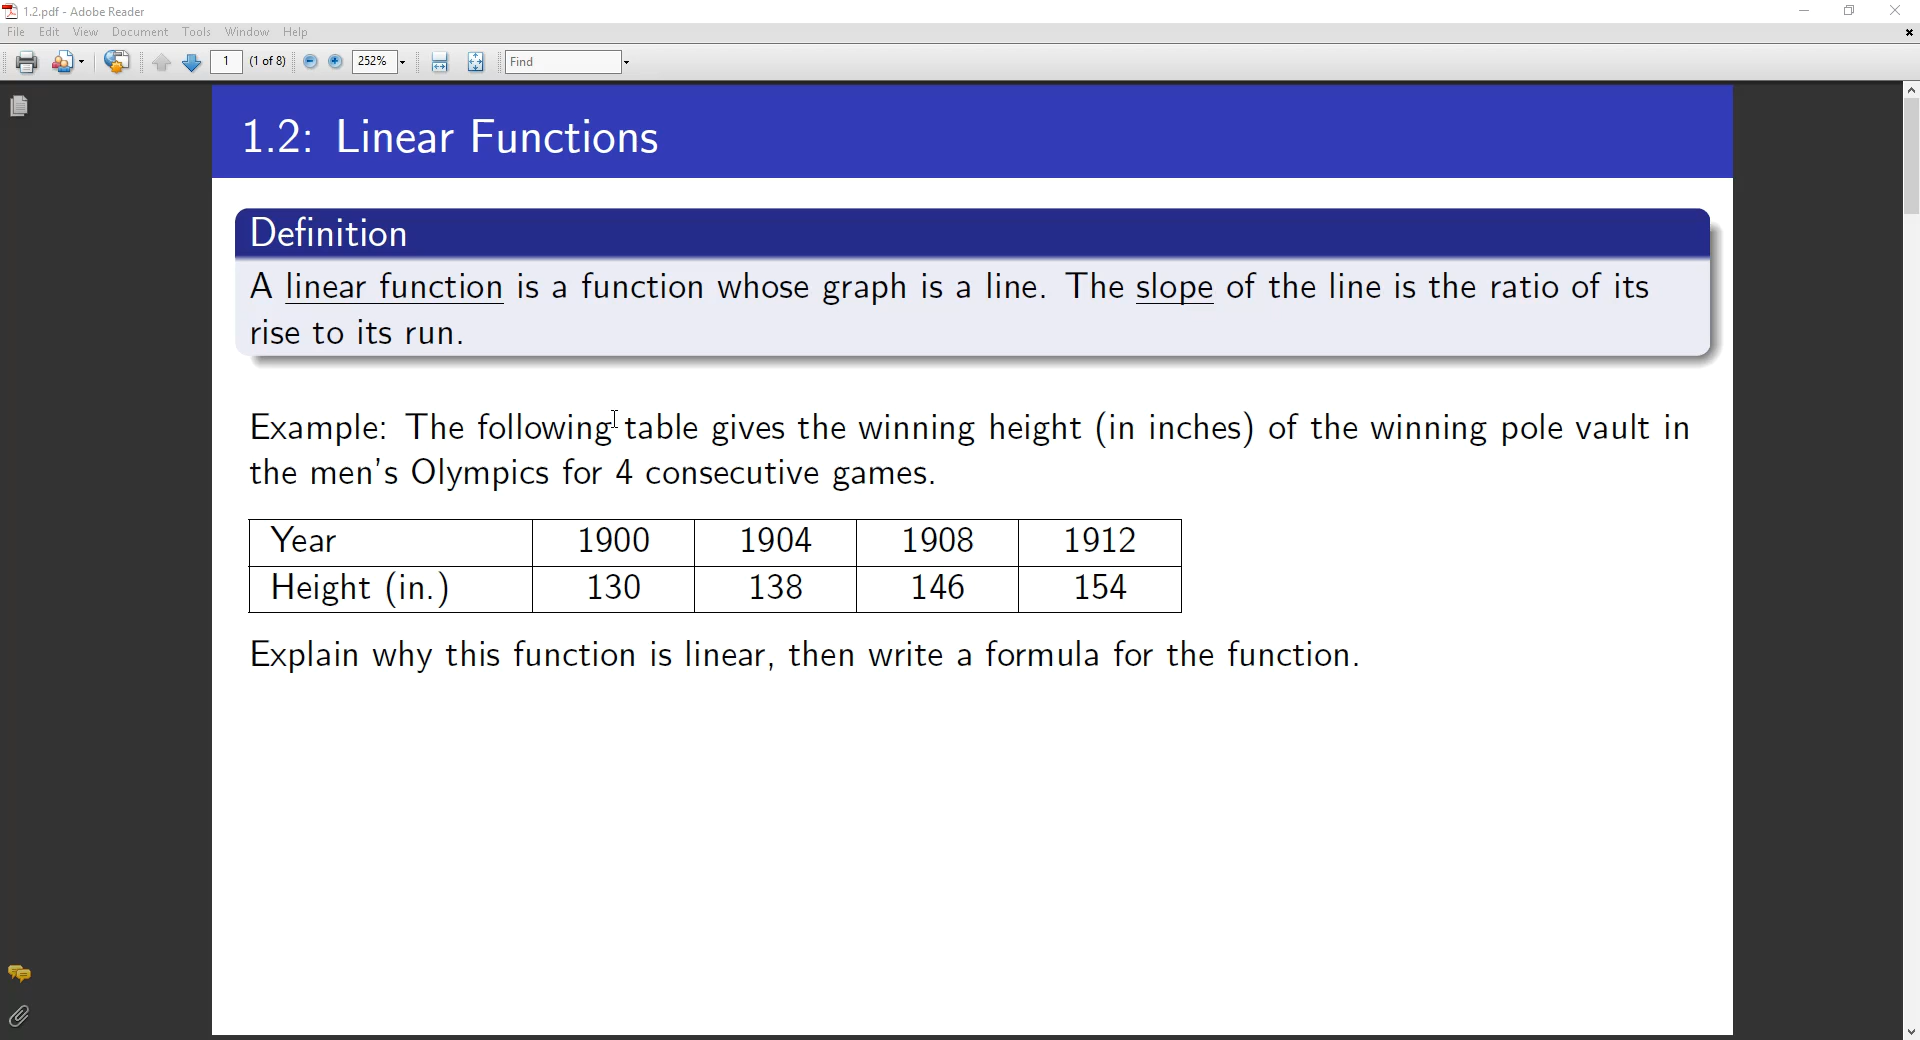 1.2.pdf - Adobe Reader
File Edit View Document Tools Window Help
1 (1 of 8) 252% Find
1.2: Linear Functions
Definition
A linear function is a function whose graph is a line. The slope of the line is the ratio of its
rise to its run.
Example: The following table gives the winning height (in inches) of the winning pole vault in
the men's Olympics for 4 consecutive games.
Year 1900 1904 1908 1912
Height (in.) 130 138 146 154
Explain why this function is linear, then write a formula for the function.